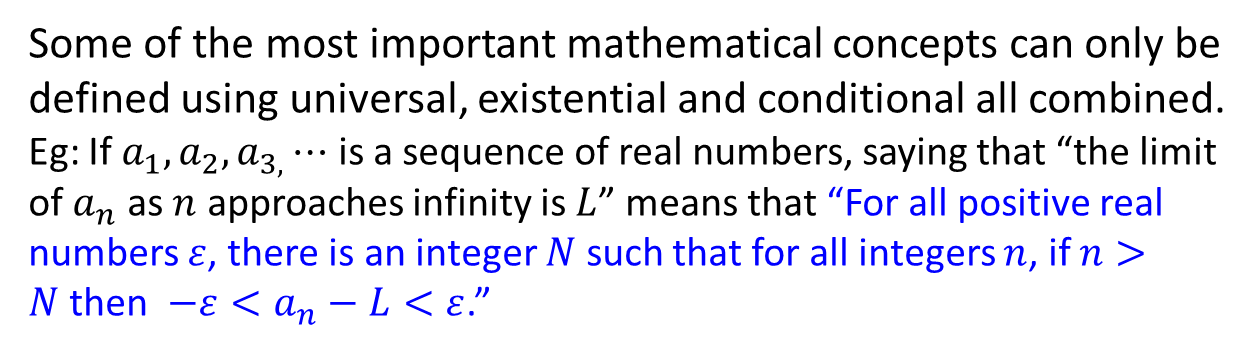 Some of the most important mathematical concepts can only be
defined using universal, existential and conditional all combined.
Eg: If a₁, a₂, a₃, ⋯ is a sequence of real numbers, saying that “the limit
of aₙ as n approaches infinity is L” means that “For all positive real
numbers ε, there is an integer N such that for all integers n, if n >
N then −ε < aₙ − L < ε.”